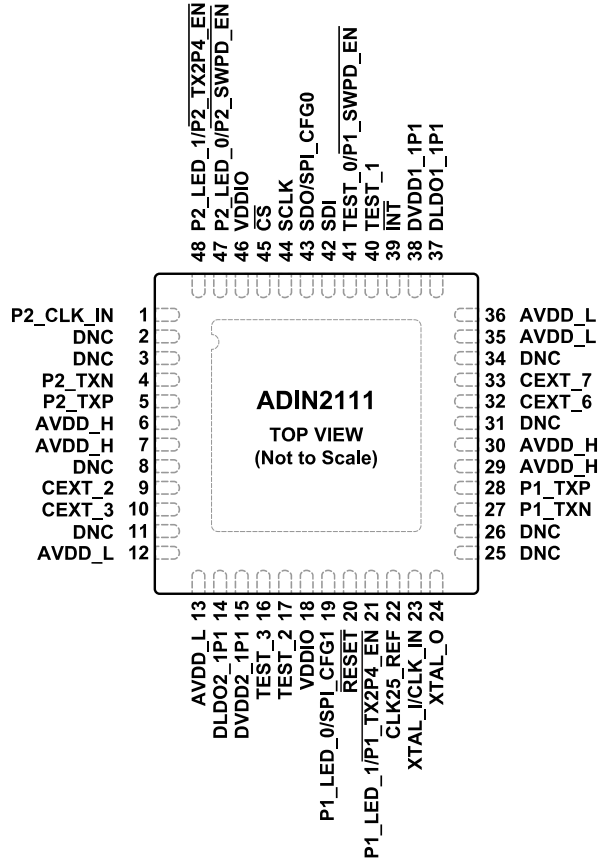 48 P2_LED_1/P2_TX2P4_EN
47 P2_LED_0/P2_SWPD_EN
46 VDDIO
45 CS
44 SCLK
43 SDO/SPI_CFG0
42 SDI
41 TEST_0/P1_SWPD_EN
40 TEST_1
39 INT
38 DVDD1_1P1
37 DLDO1_1P1
P2_CLK_IN 1
DNC 2
DNC 3
P2_TXN 4
P2_TXP 5
AVDD_H 6
AVDD_H 7
DNC 8
CEXT_2 9
CEXT_3 10
DNC 11
AVDD_L 12
ADIN2111
TOP VIEW
(Not to Scale)
36 AVDD_L
35 AVDD_L
34 DNC
33 CEXT_7
32 CEXT_6
31 DNC
30 AVDD_H
29 AVDD_H
28 P1_TXP
27 P1_TXN
26 DNC
25 DNC
AVDD_L 13
DLDO2_1P1 14
DVDD2_1P1 15
TEST_3 16
TEST_2 17
VDDIO 18
P1_LED_0/SPI_CFG1 19
RESET 20
P1_LED_1/P1_TX2P4_EN 21
CLK25_REF 22
XTAL_I/CLK_IN 23
XTAL_O 24